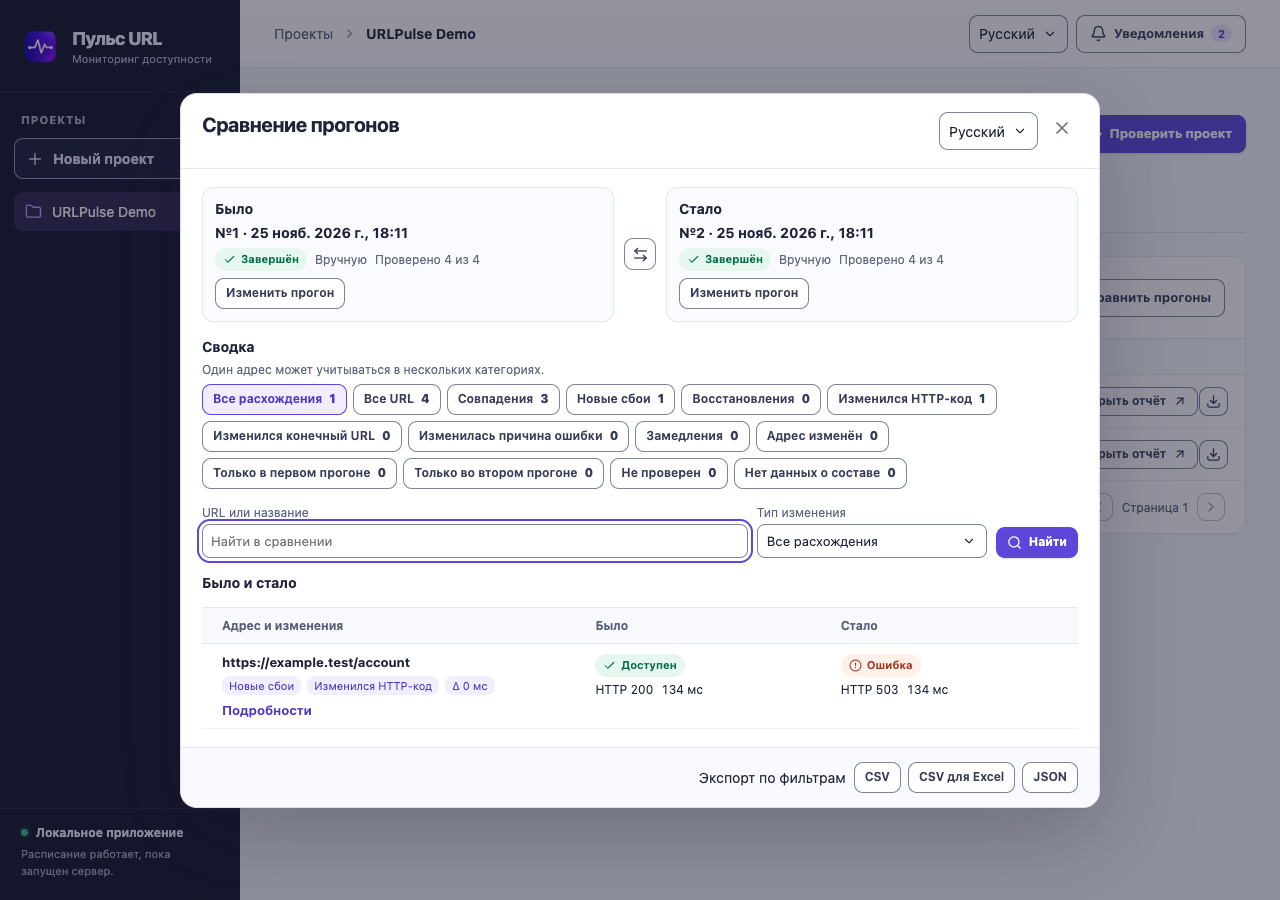 Пульс URL
Мониторинг доступности
ПРОЕКТЫ
Новый проект
URLPulse Demo
Локальное приложение
Расписание работает, пока
запущен сервер.
Проекты > URLPulse Demo
Русский
Уведомления 2
Проверить проект
Страница 1
Сравнение прогонов
Русский
Было
№1 · 25 нояб. 2026 г., 18:11
Завершён Вручную Проверено 4 из 4
Изменить прогон
Стало
№2 · 25 нояб. 2026 г., 18:11
Завершён Вручную Проверено 4 из 4
Изменить прогон
Сводка
Один адрес может учитываться в нескольких категориях.
Все расхождения 1 Все URL 4 Совпадения 3 Новые сбои 1 Восстановления 0 Изменился HTTP-код 1
Изменился конечный URL 0 Изменилась причина ошибки 0 Замедления 0 Адрес изменён 0
Только в первом прогоне 0 Только во втором прогоне 0 Не проверен 0 Нет данных о составе 0
URL или название
Найти в сравнении
Тип изменения
Все расхождения
Найти
Было и стало
Адрес и изменения Было Стало
https://example.test/account Доступен Ошибка
Новые сбои Изменился HTTP-код Δ 0 мс HTTP 200 134 мс HTTP 503 134 мс
Подробности
Экспорт по фильтрам CSV CSV для Excel JSON
прогоны
отчёт
отчёт